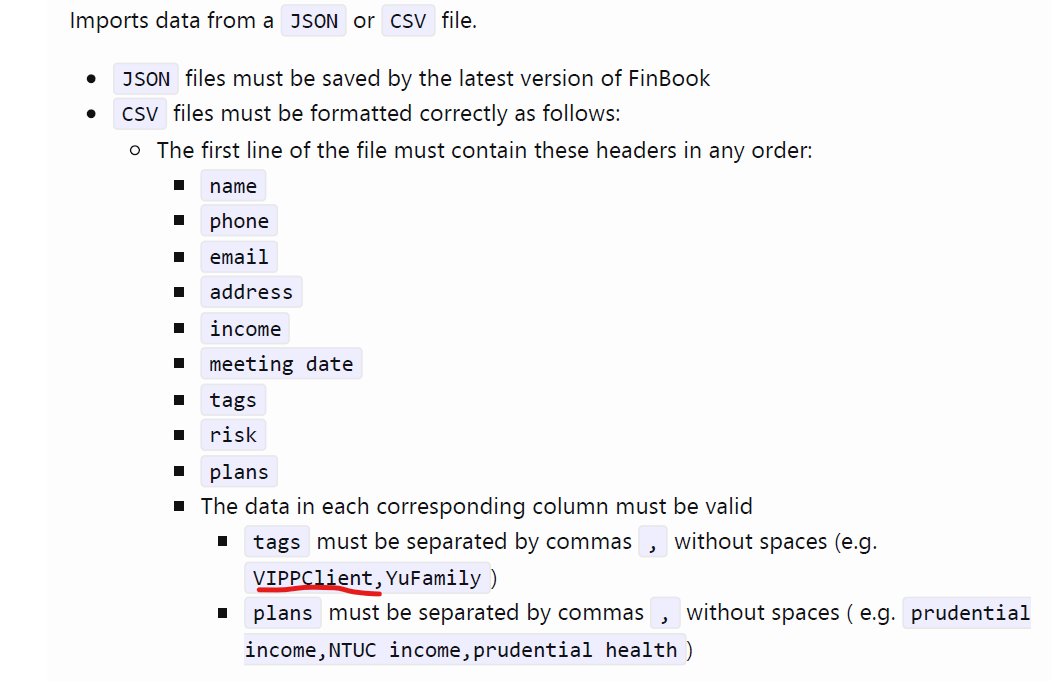 Imports data from a JSON or CSV file.
JSON files must be saved by the latest version of FinBook
CSV files must be formatted correctly as follows:
The first line of the file must contain these headers in any order:
name
phone
email
address
income
meeting date
tags
risk
plans
The data in each corresponding column must be valid
tags must be separated by commas , without spaces (e.g.
VIPPClient,YuFamily )
plans must be separated by commas , without spaces ( e.g. prudential
income,NTUC income,prudential health )